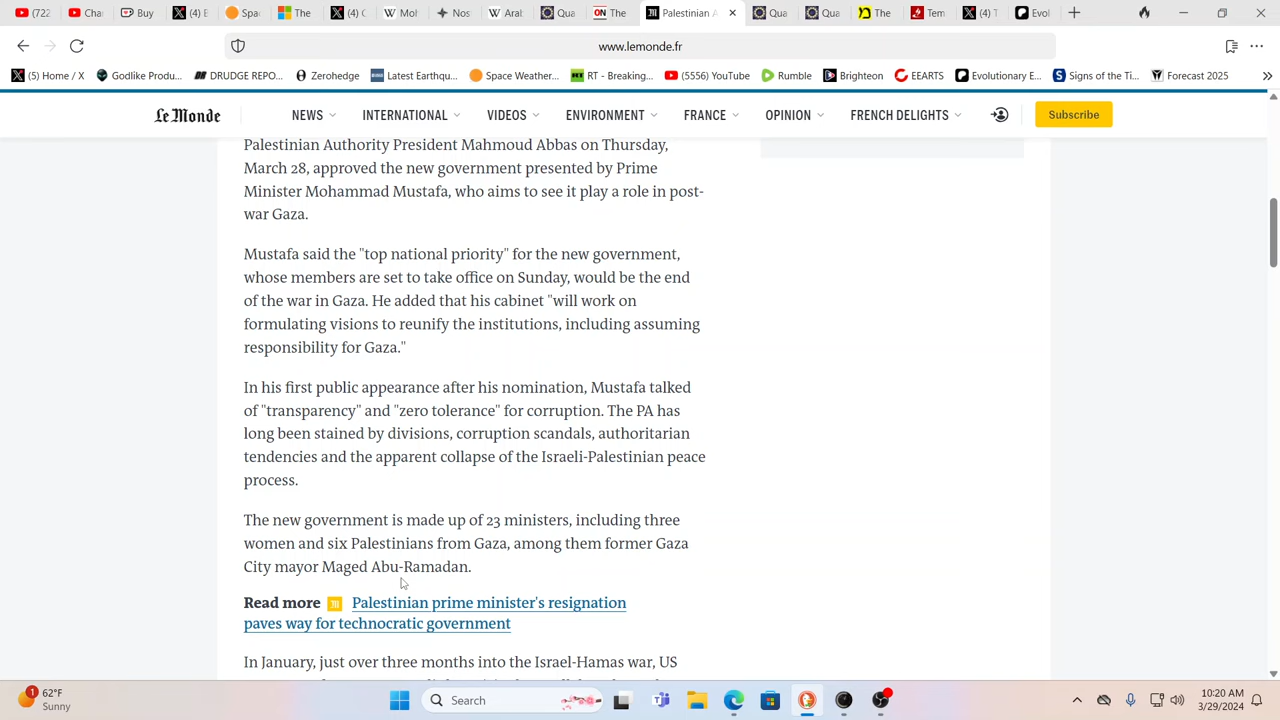 (722
Cha
Buy
(4) E
Spac
The
(4) C
Wo
Nos
Ara
Qua
ON The
Palestinian A
Qua
Qua
The
Tem
(4) T
Evol
www.lemonde.fr
(5) Home / X
Godlike Produ...
DRUDGE REPO...
Zerohedge
Latest Earthqu...
Space Weather...
RT - Breaking...
(5556) YouTube
Rumble
Brighteon
EEARTS
Evolutionary E...
Signs of the Ti...
Forecast 2025
Le Monde
NEWS
INTERNATIONAL
VIDEOS
ENVIRONMENT
FRANCE
OPINION
FRENCH DELIGHTS
Subscribe
Palestinian Authority President Mahmoud Abbas on Thursday,
March 28, approved the new government presented by Prime
Minister Mohammad Mustafa, who aims to see it play a role in post-
war Gaza.
Mustafa said the "top national priority" for the new government,
whose members are set to take office on Sunday, would be the end
of the war in Gaza. He added that his cabinet "will work on
formulating visions to reunify the institutions, including assuming
responsibility for Gaza."
In his first public appearance after his nomination, Mustafa talked
of "transparency" and "zero tolerance" for corruption. The PA has
long been stained by divisions, corruption scandals, authoritarian
tendencies and the apparent collapse of the Israeli-Palestinian peace
process.
The new government is made up of 23 ministers, including three
women and six Palestinians from Gaza, among them former Gaza
City mayor Maged Abu-Ramadan.
Read more Palestinian prime minister's resignation
paves way for technocratic government
In January, just over three months into the Israel-Hamas war, US
1
62°F
Sunny
Search
10:20 AM
3/29/2024